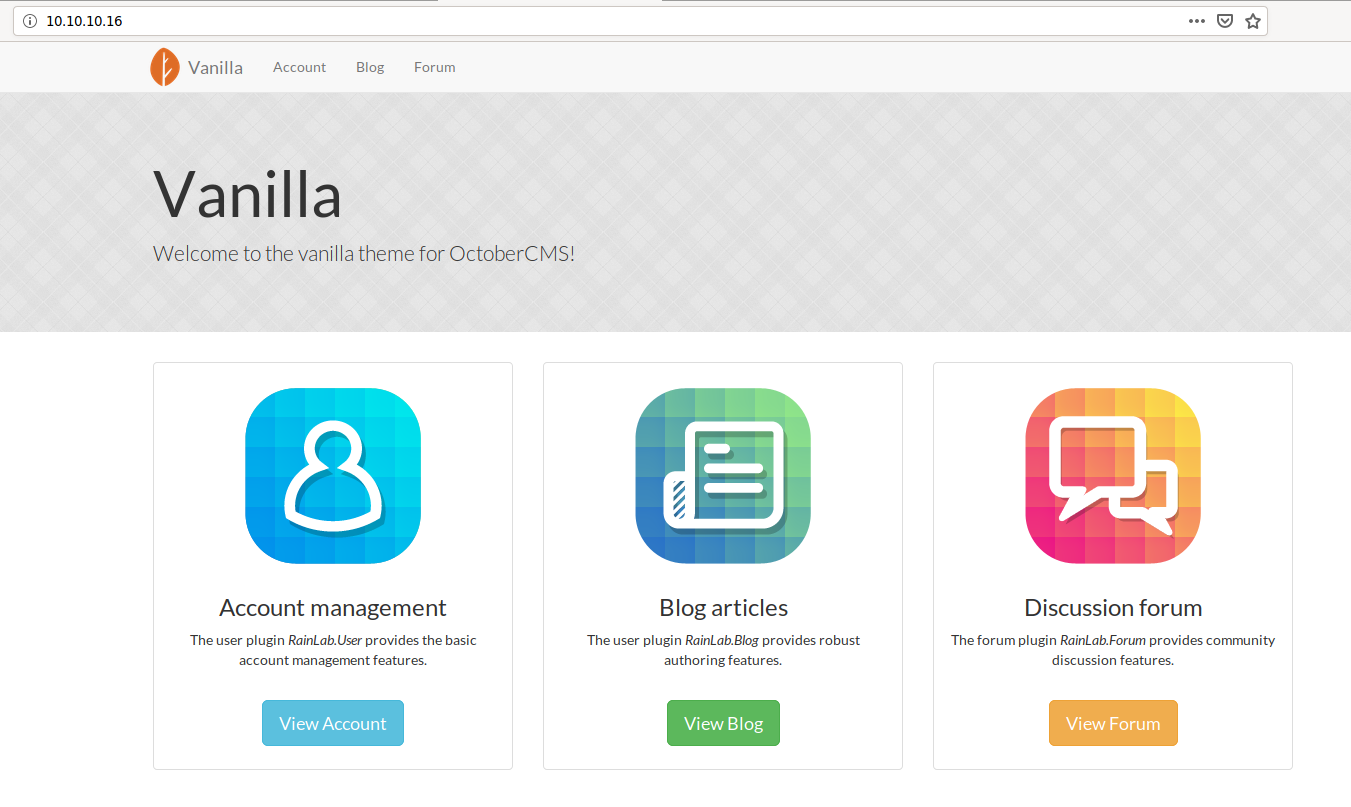 10.10.10.16
Vanilla Account Blog Forum
Vanilla
Welcome to the vanilla theme for OctoberCMS!
Account management
The user plugin RainLab.User provides the basic
account management features.
View Account
Blog articles
The user plugin RainLab.Blog provides robust
authoring features.
View Blog
Discussion forum
The forum plugin RainLab.Forum provides community
discussion features.
View Forum